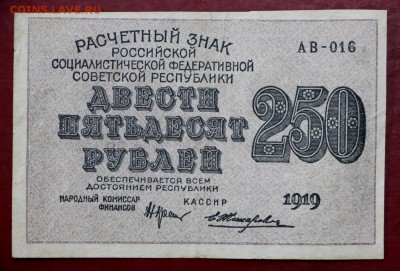 COINS.LAVE.RU
РАСЧЕТНЫЙ ЗНАК
РОССИЙСКОЙ
СОЦИАЛИСТИЧЕСКОЙ ФЕДЕРАТИВНОЙ
СОВЕТСКОЙ РЕСПУБЛИКИ
АВ-016
ДВЕСТИ
ПЯТЬДЕСЯТ
РУБЛЕЙ
250
ОБЕСПЕЧИВАЕТСЯ ВСЕМ
ДОСТОЯНИЕМ РЕСПУБЛИКИ
1919
НАРОДНЫЙ КОМИССАР
ФИНАНСОВ
КАССИР